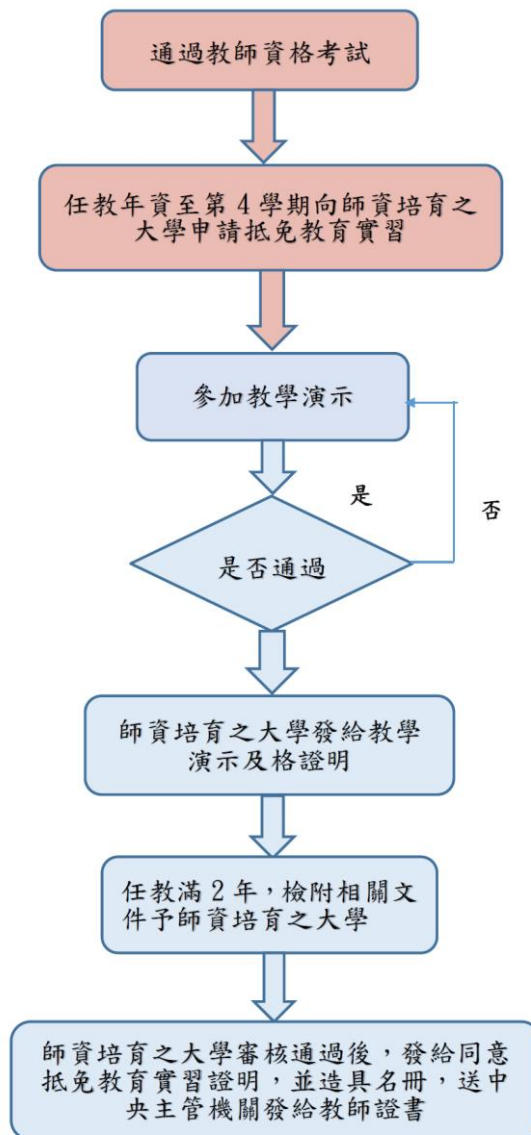 通過教師資格考試
任教年資至第 4 學期向師資培育之
大學申請抵免教育實習
參加教學演示
是
否
是否通過
師資培育之大學發給教學
演示及格證明
任教滿 2 年，檢附相關文
件予師資培育之大學
師資培育之大學審核通過後，發給同意
抵免教育實習證明，並造具名冊，送中
央主管機關發給教師證書